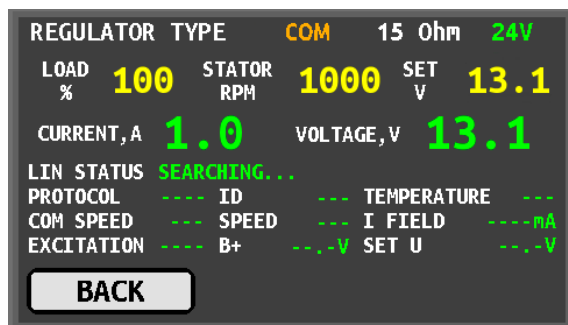 REGULATOR TYPE COM 15 Ohm 24V
LOAD % 100 STATOR RPM 1000 SET V 13.1
CURRENT,A 1.0 VOLTAGE,V 13.1
LIN STATUS SEARCHING...
PROTOCOL ---- ID --- TEMPERATURE ---
COM SPEED --- SPEED --- I FIELD ----mA
EXCITATION ---- B+ --.-V SET U --.-V
BACK